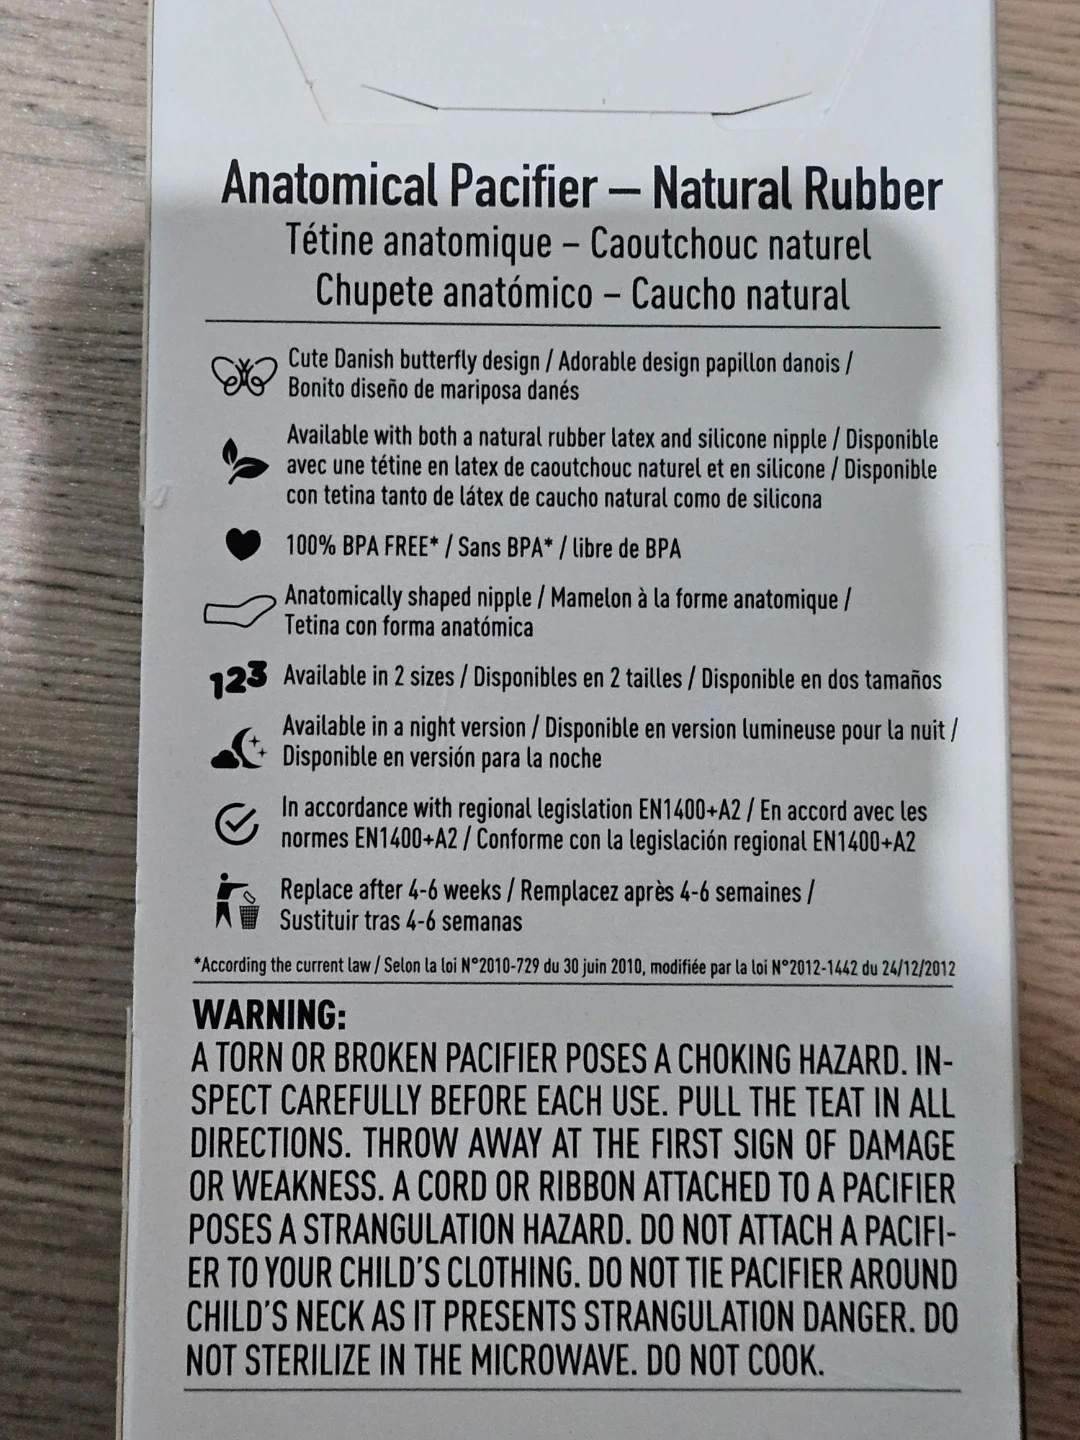 Anatomical Pacifier – Natural Rubber
Tétine anatomique – Caoutchouc naturel
Chupete anatómico – Caucho natural
Cute Danish butterfly design / Adorable design papillon danois /
Bonito diseño de mariposa danés
Available with both a natural rubber latex and silicone nipple / Disponible
avec une tétine en latex de caoutchouc naturel et en silicone / Disponible
con tetina tanto de látex de caucho natural como de silicona
100% BPA FREE* / Sans BPA* / libre de BPA
Anatomically shaped nipple / Mamelon à la forme anatomique /
Tetina con forma anatómica
123 Available in 2 sizes / Disponibles en 2 tailles / Disponible en dos tamaños
Available in a night version / Disponible en version lumineuse pour la nuit /
Disponible en versión para la noche
In accordance with regional legislation EN1400+A2 / En accord avec les
normes EN1400+A2 / Conforme con la legislación regional EN1400+A2
Replace after 4-6 weeks / Remplacez après 4-6 semaines /
Sustituir tras 4-6 semanas
*According the current law / Selon la loi N°2010-729 du 30 juin 2010, modifiée par la loi N°2012-1442 du 24/12/2012
WARNING:
A TORN OR BROKEN PACIFIER POSES A CHOKING HAZARD. IN-
SPECT CAREFULLY BEFORE EACH USE. PULL THE TEAT IN ALL
DIRECTIONS. THROW AWAY AT THE FIRST SIGN OF DAMAGE
OR WEAKNESS. A CORD OR RIBBON ATTACHED TO A PACIFIER
POSES A STRANGULATION HAZARD. DO NOT ATTACH A PACIFI-
ER TO YOUR CHILD'S CLOTHING. DO NOT TIE PACIFIER AROUND
CHILD'S NECK AS IT PRESENTS STRANGULATION DANGER. DO
NOT STERILIZE IN THE MICROWAVE. DO NOT COOK.